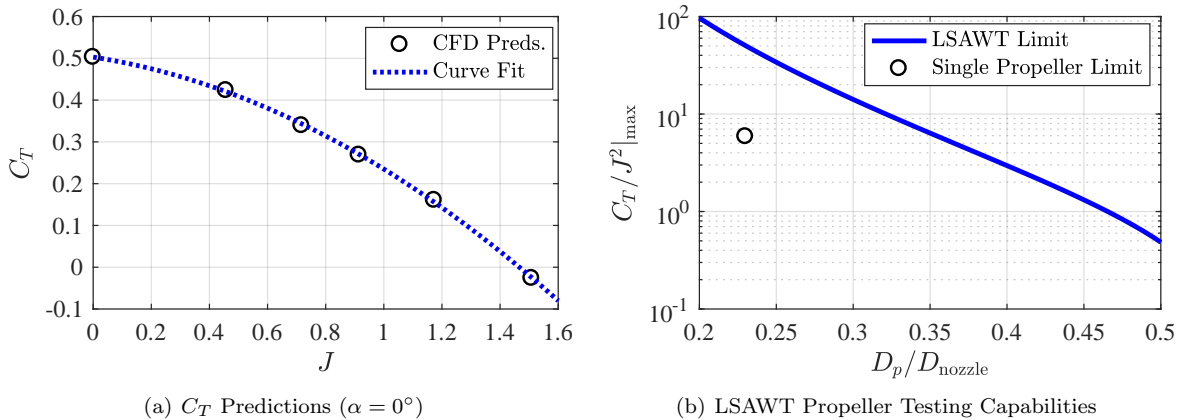 0.6
0.5
0.4
0.3
0.2
0.1
0
-0.1
C_T
0 0.2 0.4 0.6 0.8 1 1.2 1.4 1.6
J
CFD Preds.
Curve Fit
(a) C_T Predictions (α = 0°)
10^2
10^1
10^0
10^-1
C_T/J^2|max
0.2 0.25 0.3 0.35 0.4 0.45 0.5
D_p/D_nozzle
LSAWT Limit
Single Propeller Limit
(b) LSAWT Propeller Testing Capabilities